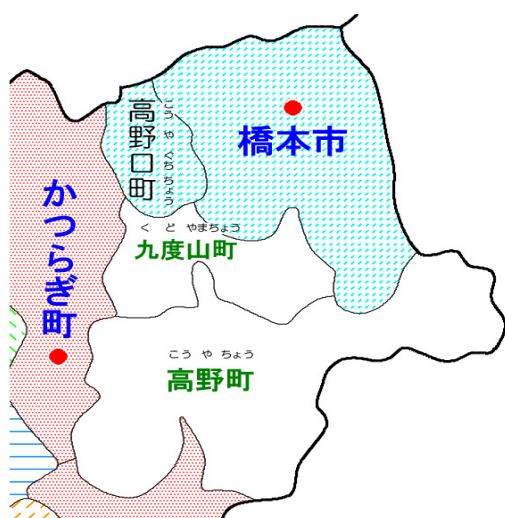 橋本市
高野口町
こうやぐちちょう
かつらぎ町
くどやまちょう
九度山町
こうやちょう
高野町